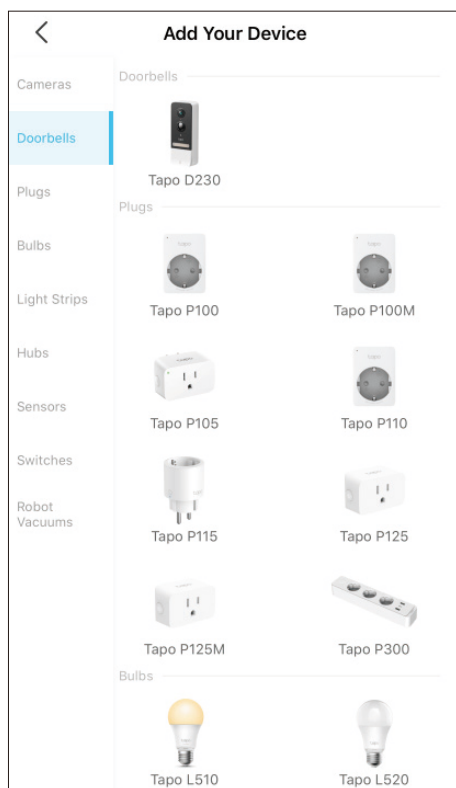 Add Your Device
Cameras
Doorbells
Plugs
Bulbs
Light Strips
Hubs
Sensors
Switches
Robot
Vacuums
Doorbells
Tapo D230
Plugs
Tapo P100
Tapo P100M
Tapo P105
Tapo P110
Tapo P115
Tapo P125
Tapo P125M
Tapo P300
Bulbs
Tapo L510
Tapo L520